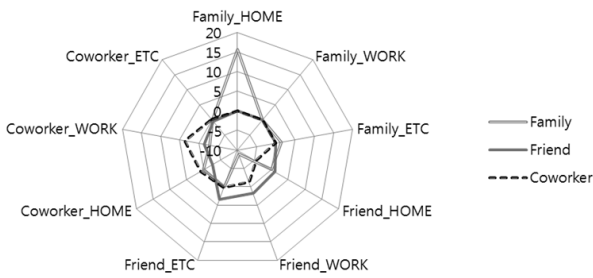 Family_HOME
20
15
10
5
0
-5
-10
Family_WORK
Family_ETC
Friend_HOME
Friend_WORK
Friend_ETC
Coworker_HOME
Coworker_WORK
Coworker_ETC
Family
Friend
Coworker